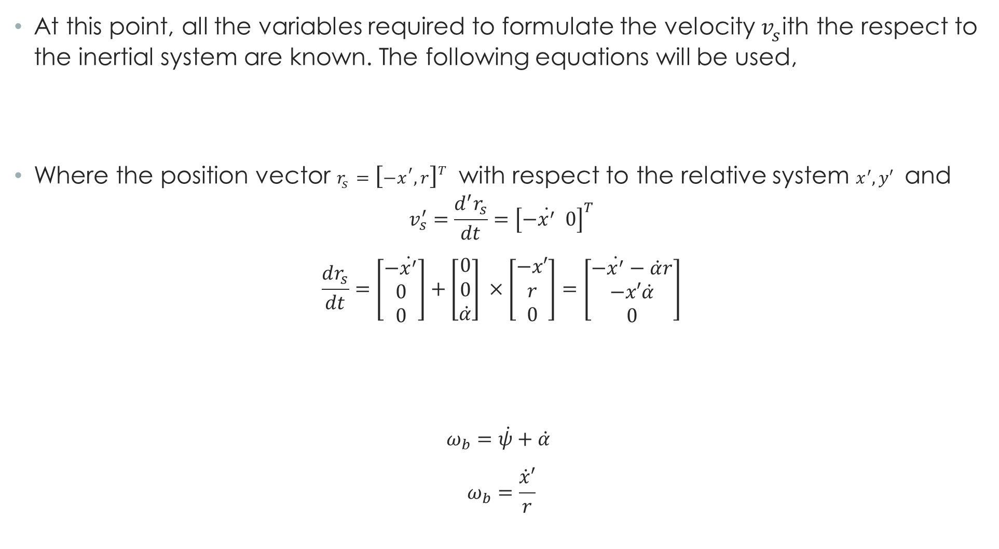 • At this point, all the variables required to formulate the velocity $v_s$ith the respect to
the inertial system are known. The following equations will be used,
• Where the position vector $r_s = [-x', r]^T$ with respect to the relative system $x', y'$ and
$v_s' = \frac{d'r_s}{dt} = [-\dot{x}' \;\; 0]^T$
$\frac{dr_s}{dt} = \begin{bmatrix} -\dot{x}' \\ 0 \\ 0 \end{bmatrix} + \begin{bmatrix} 0 \\ 0 \\ \dot{\alpha} \end{bmatrix} \times \begin{bmatrix} -x' \\ r \\ 0 \end{bmatrix} = \begin{bmatrix} -\dot{x}' - \dot{\alpha}r \\ -x'\dot{\alpha} \\ 0 \end{bmatrix}$
$\omega_b = \dot{\psi} + \dot{\alpha}$
$\omega_b = \frac{\dot{x}'}{r}$